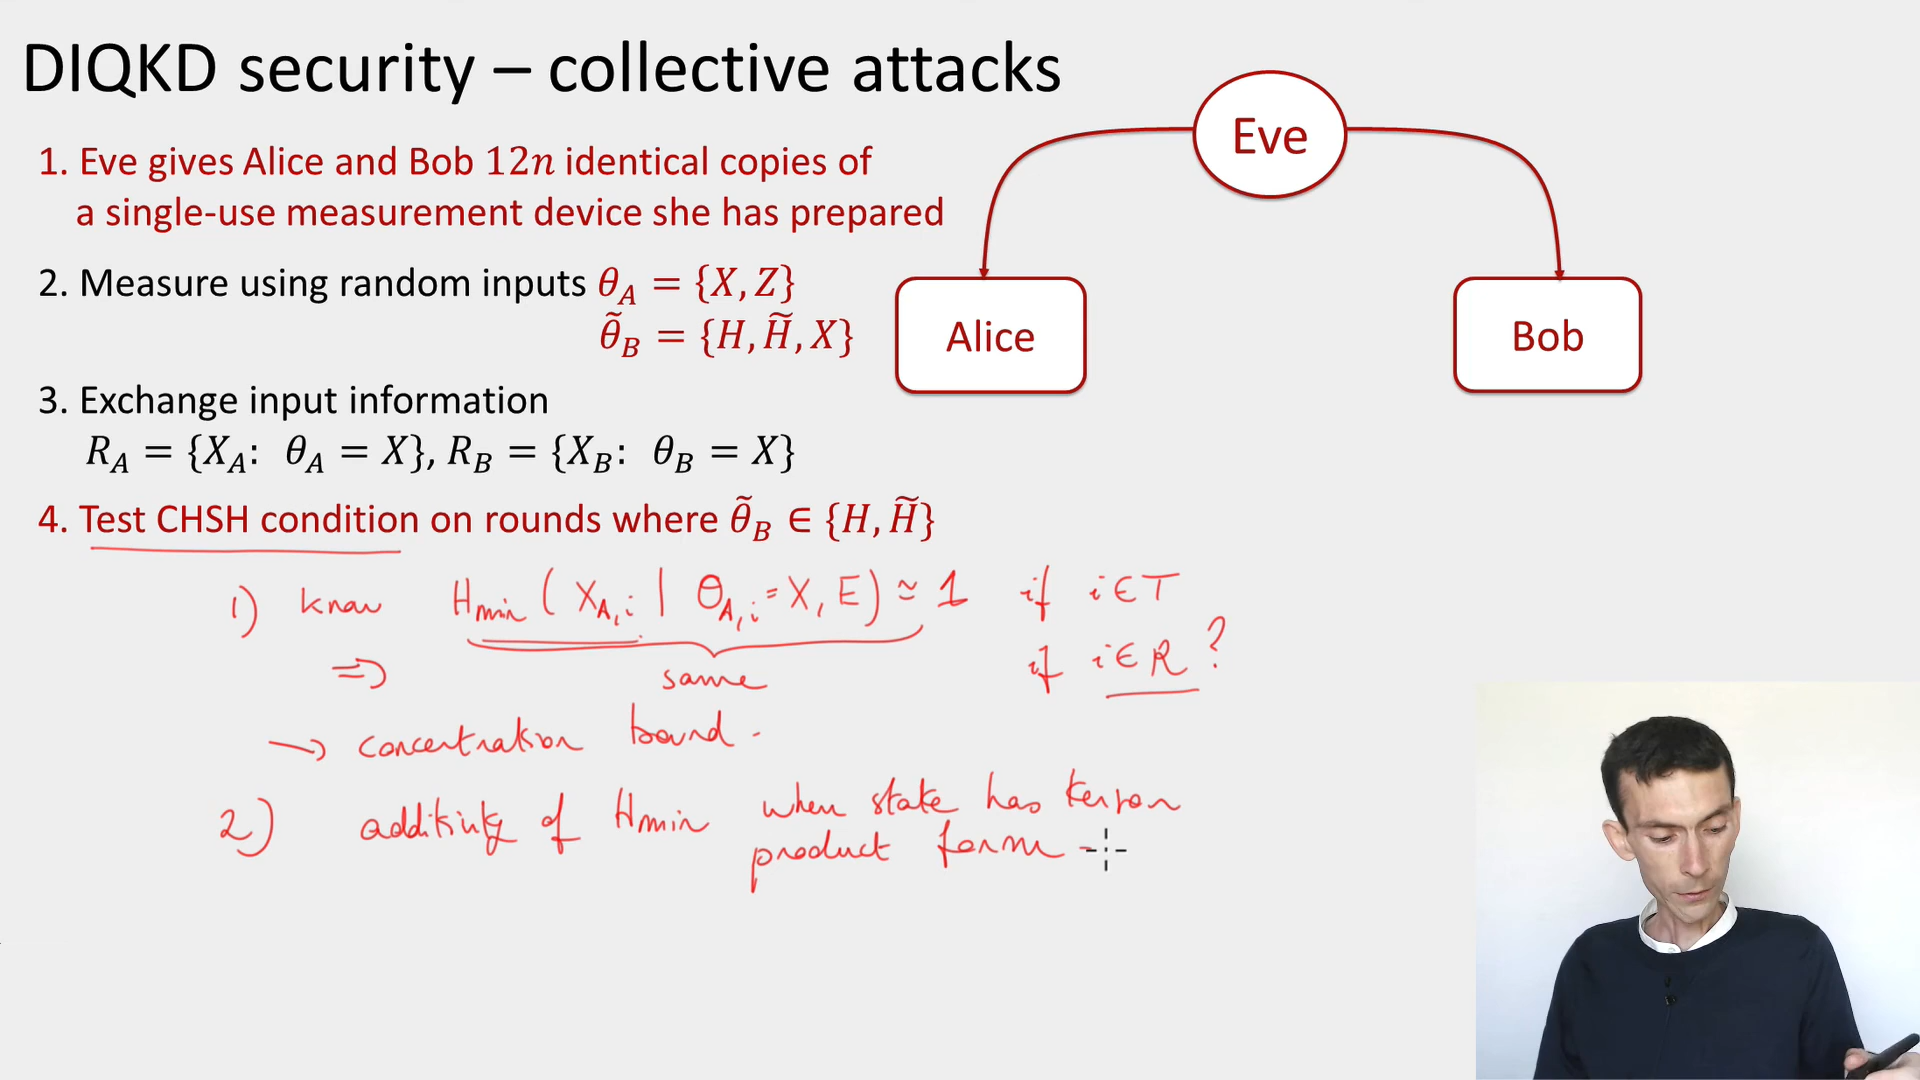 DIQKD security – collective attacks
Eve
1. Eve gives Alice and Bob 12n identical copies of
a single-use measurement device she has prepared
2. Measure using random inputs θ_A = {X, Z}
θ̃_B = {H, H̃, X}
Alice
Bob
3. Exchange input information
R_A = {X_A: θ_A = X}, R_B = {X_B: θ_B = X}
4. Test CHSH condition on rounds where θ̃_B ∈ {H, H̃}
1) know H_min ( X_{A,i} | Θ_{A,i} = X, E) ≃ 1 if i∈T
⇒ same if i∈R ?
→ concentration bound.
2) additivity of Hmin when state has tensor
product form -